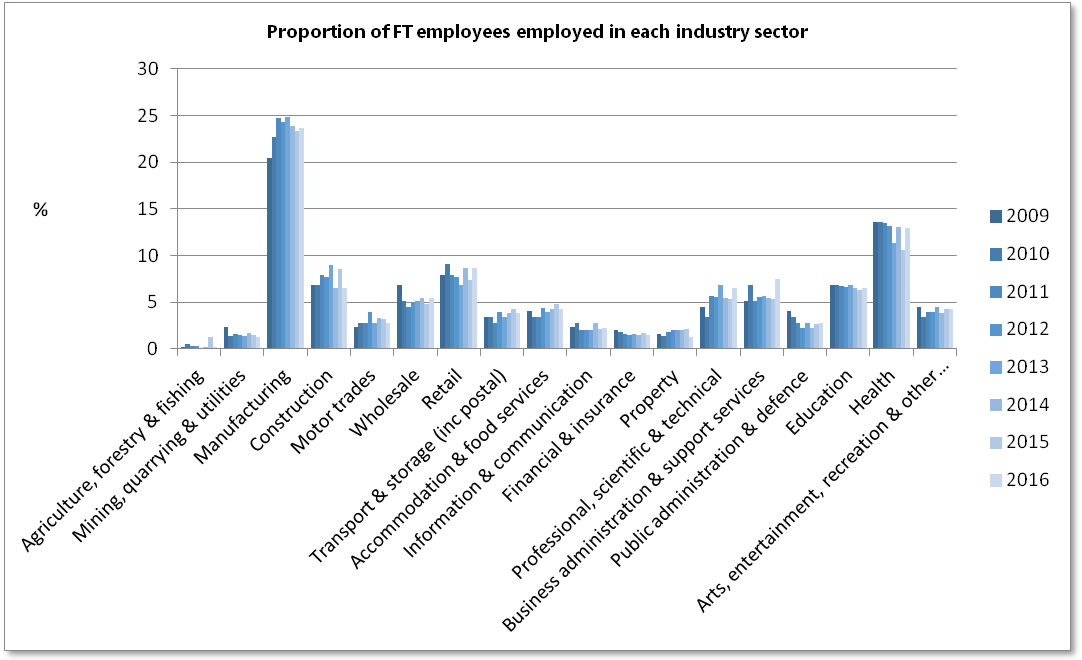 Proportion of FT employees employed in each industry sector
%
30
25
20
15
10
5
0
Agriculture, forestry & fishing
Mining, quarrying & utilities
Manufacturing
Construction
Motor trades
Wholesale
Retail
Transport & storage (inc postal)
Accommodation & food services
Information & communication
Financial & insurance
Property
Professional, scientific & technical
Business administration & support services
Public administration & defence
Education
Health
Arts, entertainment, recreation & other...
2009
2010
2011
2012
2013
2014
2015
2016